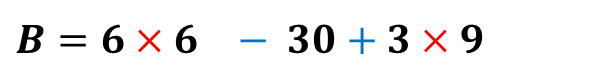 B = 6 × 6 − 30 + 3 × 9